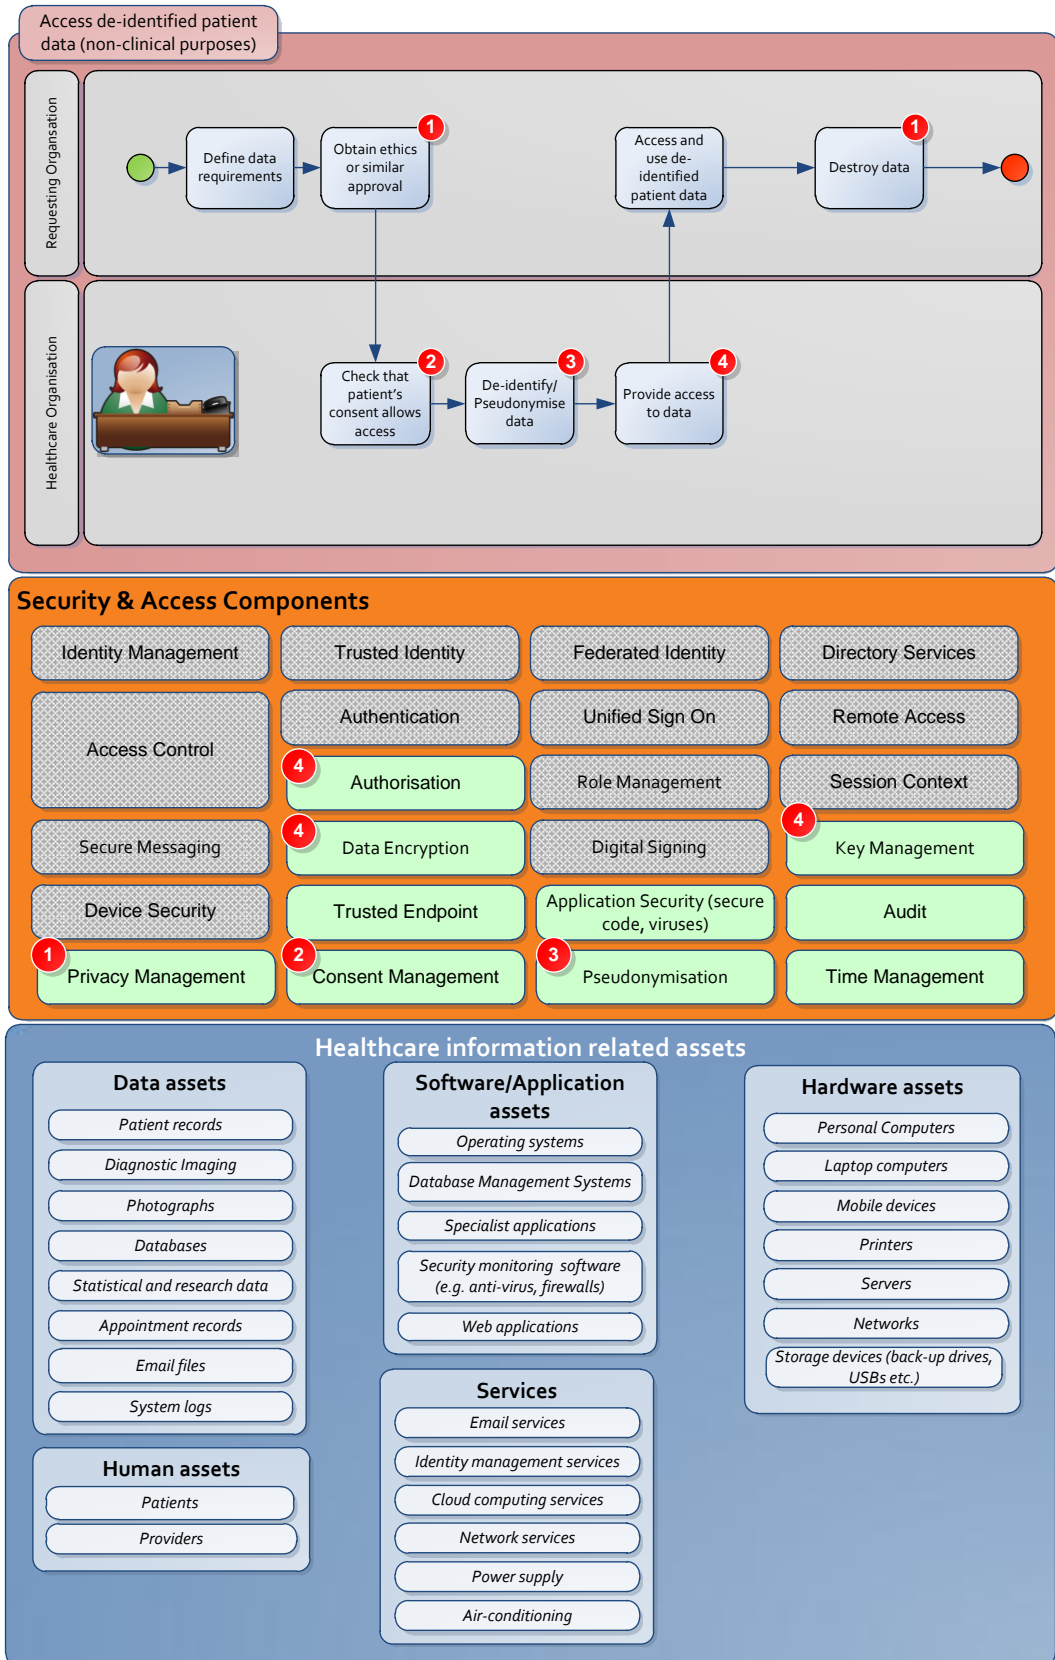 Access de-identified patient
data (non-clinical purposes)
Requesting Organsation
Define data
requirements
1
Obtain ethics
or similar
approval
Access and
use de-
identified
patient data
1
Destroy data
Healthcare Organisation
2
Check that
patient's
consent allows
access
3
De-identify/
Pseudonymise
data
4
Provide access
to data
Security & Access Components
Identity Management
Trusted Identity
Federated Identity
Directory Services
Access Control
Authentication
Unified Sign On
Remote Access
4
Authorisation
Role Management
Session Context
Secure Messaging
4
Data Encryption
Digital Signing
4
Key Management
Device Security
Trusted Endpoint
Application Security (secure
code, viruses)
Audit
1
Privacy Management
2
Consent Management
3
Pseudonymisation
Time Management
Healthcare information related assets
Data assets
Patient records
Diagnostic Imaging
Photographs
Databases
Statistical and research data
Appointment records
Email files
System logs
Human assets
Patients
Providers
Software/Application
assets
Operating systems
Database Management Systems
Specialist applications
Security monitoring software
(e.g. anti-virus, firewalls)
Web applications
Services
Email services
Identity management services
Cloud computing services
Network services
Power supply
Air-conditioning
Hardware assets
Personal Computers
Laptop computers
Mobile devices
Printers
Servers
Networks
Storage devices (back-up drives,
USBs etc.)